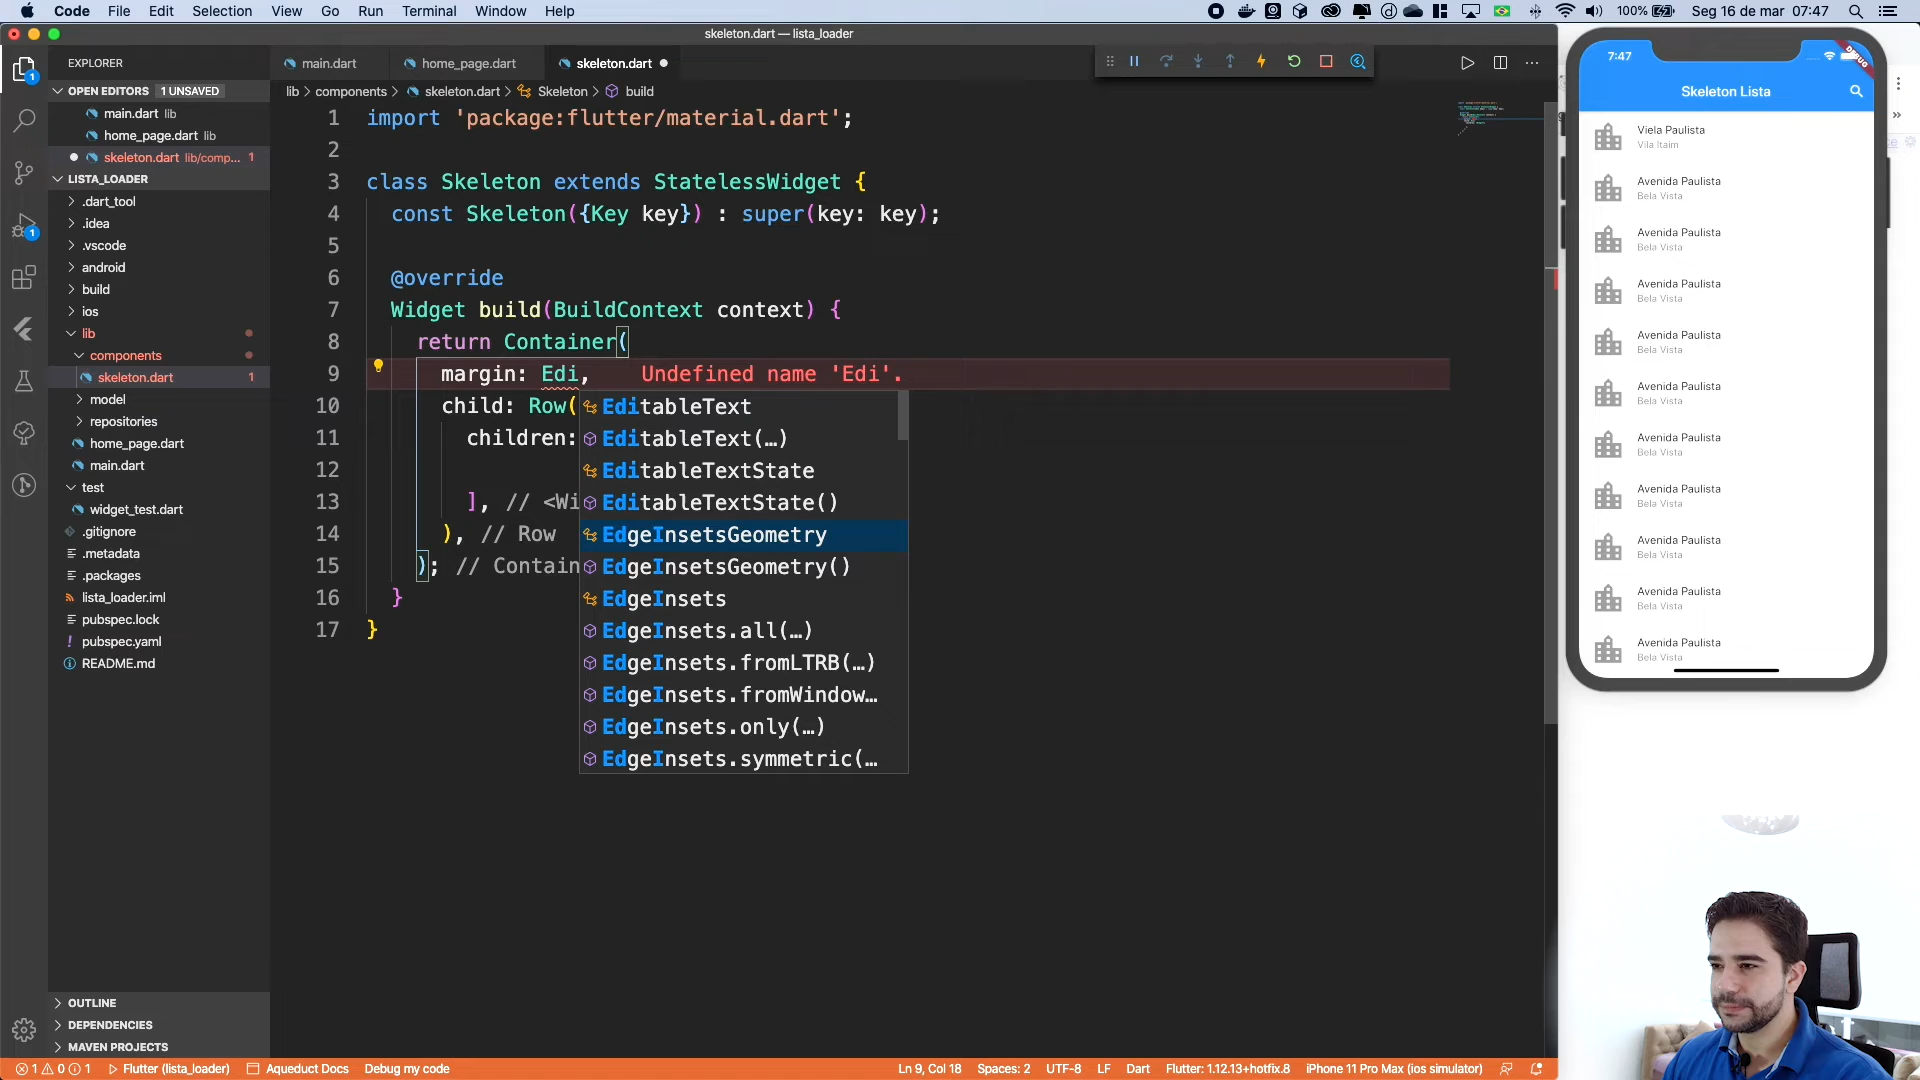 Code File Edit Selection View Go Run Terminal Window Help
100% Seg 16 de mar 07:47
skeleton.dart — lista_loader
EXPLORER
OPEN EDITORS 1 UNSAVED
main.dart lib
home_page.dart lib
skeleton.dart lib/comp... 1
LISTA_LOADER
.dart_tool
.idea
.vscode
android
build
ios
lib
components
skeleton.dart 1
model
repositories
home_page.dart
main.dart
test
widget_test.dart
.gitignore
.metadata
.packages
lista_loader.iml
pubspec.lock
pubspec.yaml
README.md
OUTLINE
DEPENDENCIES
MAVEN PROJECTS
main.dart home_page.dart skeleton.dart
lib > components > skeleton.dart > Skeleton > build
1 import 'package:flutter/material.dart';
2
3 class Skeleton extends StatelessWidget {
4 const Skeleton({Key key}) : super(key: key);
5
6 @override
7 Widget build(BuildContext context) {
8 return Container(
9 margin: Edi, Undefined name 'Edi'.
10 child: Row(
11 children:
12
13 ], // <Wi
14 ), // Row
15 ); // Contain
16 }
17 }
EditableText
EditableText(…)
EditableTextState
EditableTextState()
EdgeInsetsGeometry
EdgeInsetsGeometry()
EdgeInsets
EdgeInsets.all(…)
EdgeInsets.fromLTRB(…)
EdgeInsets.fromWindow…
EdgeInsets.only(…)
EdgeInsets.symmetric(…
7:47
DEBUG
Skeleton Lista
Viela Paulista
Vila Itaim
Avenida Paulista
Bela Vista
Avenida Paulista
Bela Vista
Avenida Paulista
Bela Vista
Avenida Paulista
Bela Vista
Avenida Paulista
Bela Vista
Avenida Paulista
Bela Vista
Avenida Paulista
Bela Vista
Avenida Paulista
Bela Vista
Avenida Paulista
Bela Vista
Avenida Paulista
Bela Vista
1 0 1 Flutter (lista_loader) Aqueduct Docs Debug my code
Ln 9, Col 18 Spaces: 2 UTF-8 LF Dart Flutter: 1.12.13+hotfix.8 iPhone 11 Pro Max (ios simulator)